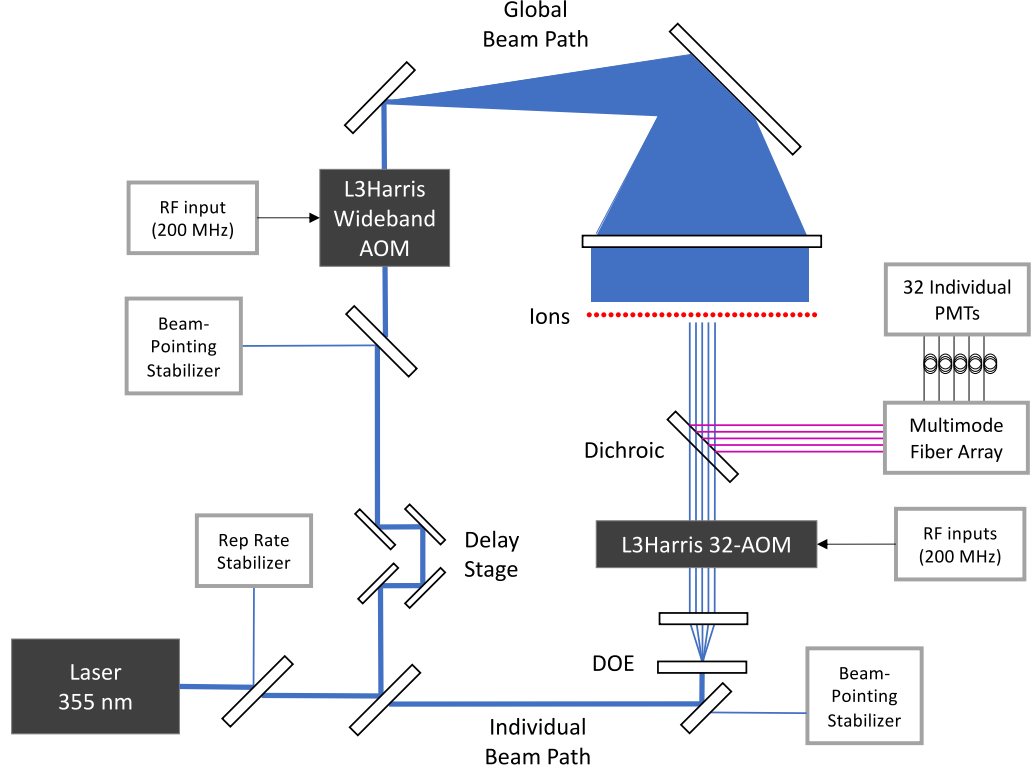 Global
Beam Path
L3Harris
Wideband
AOM
RF input
(200 MHz)
Beam-
Pointing
Stabilizer
Ions
32 Individual
PMTs
Multimode
Fiber Array
Dichroic
L3Harris 32-AOM
RF inputs
(200 MHz)
Rep Rate
Stabilizer
Delay
Stage
Laser
355 nm
DOE
Beam-
Pointing
Stabilizer
Individual
Beam Path